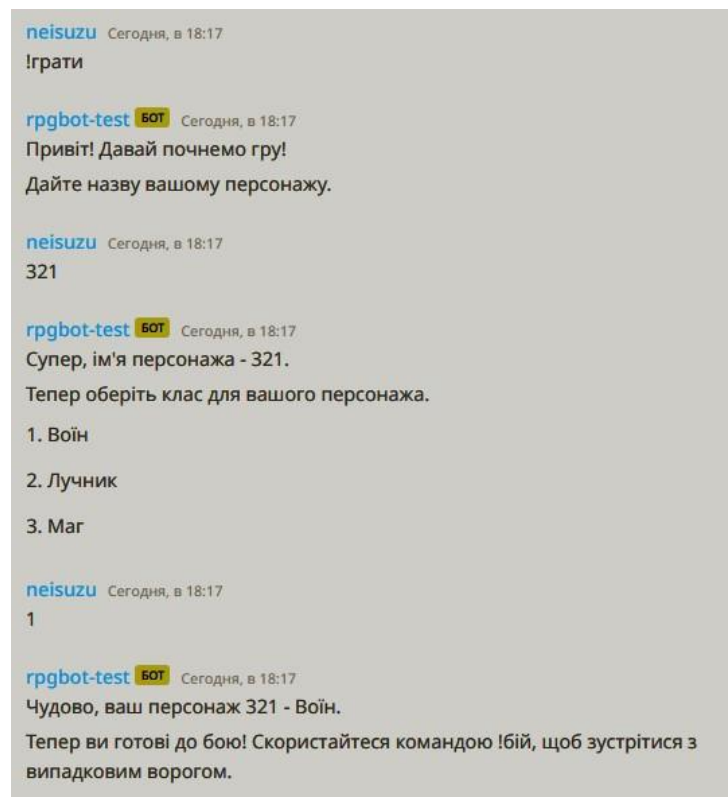 neisuzu Сегодня, в 18:17
!грати
rpgbot-test БОТ Сегодня, в 18:17
Привіт! Давай почнемо гру!
Дайте назву вашому персонажу.
neisuzu Сегодня, в 18:17
321
rpgbot-test БОТ Сегодня, в 18:17
Супер, ім'я персонажа - 321.
Тепер оберіть клас для вашого персонажа.
1. Воїн
2. Лучник
3. Маг
neisuzu Сегодня, в 18:17
1
rpgbot-test БОТ Сегодня, в 18:17
Чудово, ваш персонаж 321 - Воїн.
Тепер ви готові до бою! Скористайтеся командою !бій, щоб зустрітися з
випадковим ворогом.